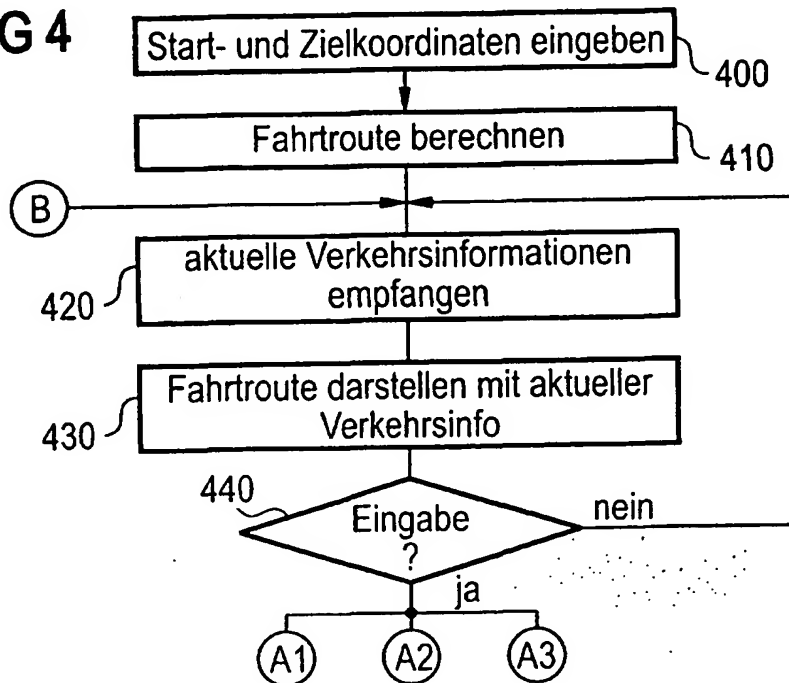 G 4
Start- und Zielkoordinaten eingeben
400
Fahrtroute berechnen
410
B
aktuelle Verkehrsinformationen
empfangen
420
Fahrtroute darstellen mit aktueller
Verkehrsinfo
430
440
Eingabe
?
nein
ja
A1
A2
A3